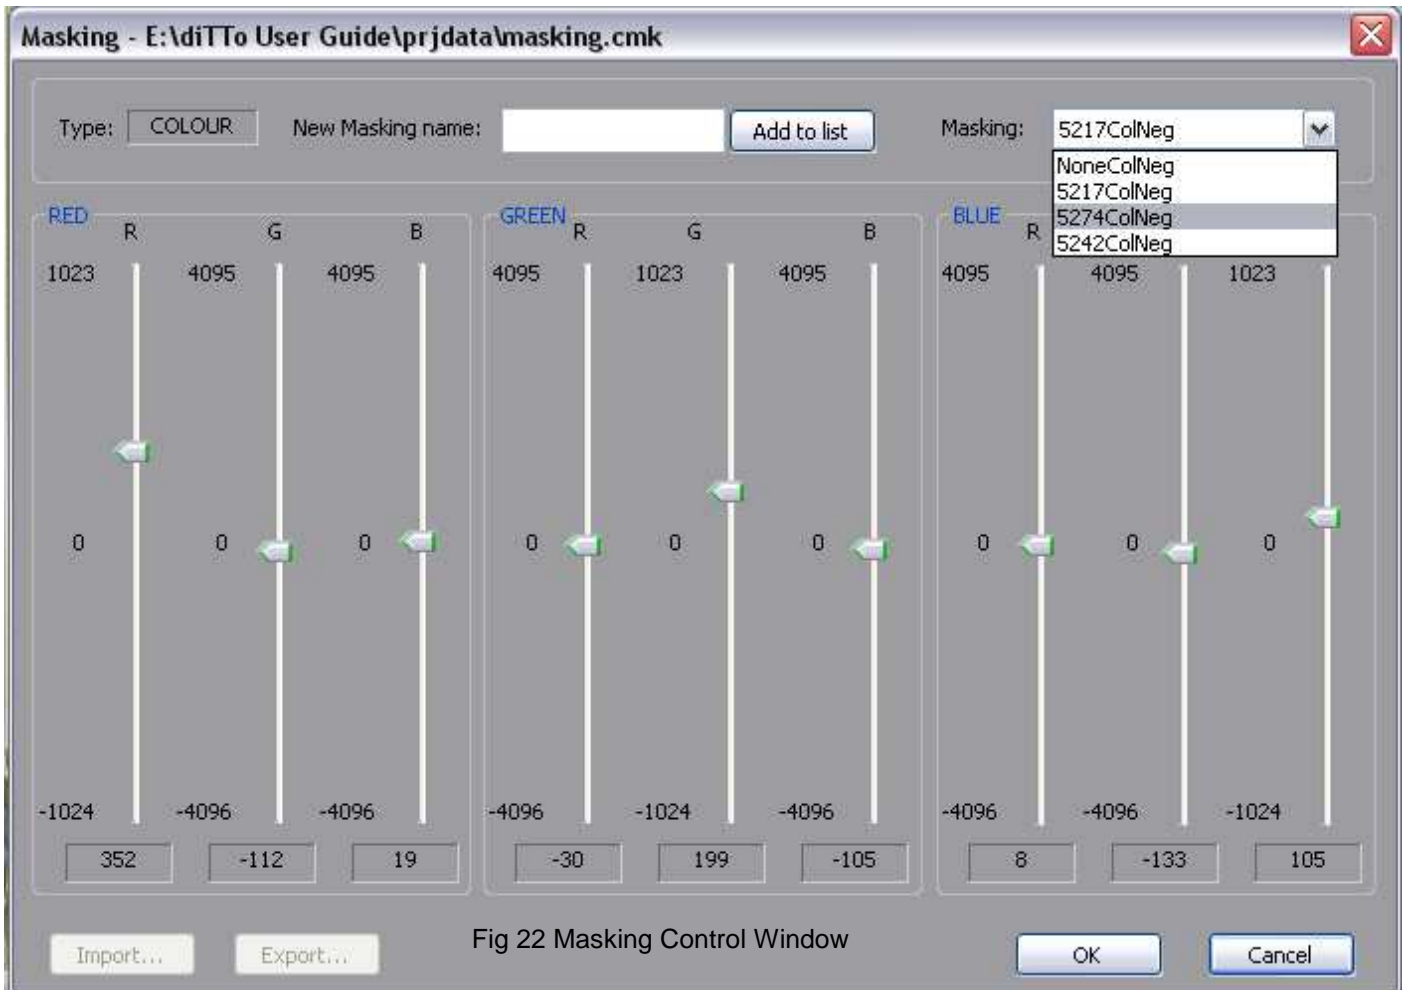 Masking - E:\diTTo User Guide\prjdata\masking.cmk
Type: COLOUR New Masking name: Add to list Masking: 5217ColNeg
NoneColNeg
5217ColNeg
5274ColNeg
5242ColNeg
RED GREEN BLUE
R G B R G B R
1023 4095 4095 4095 1023 4095 4095 4095 1023
0 0 0 0 0 0 0 0 0
-1024 -4096 -4096 -4096 -1024 -4096 -4096 -4096 -1024
352 -112 19 -30 199 -105 8 -133 105
Import... Export... Fig 22 Masking Control Window OK Cancel